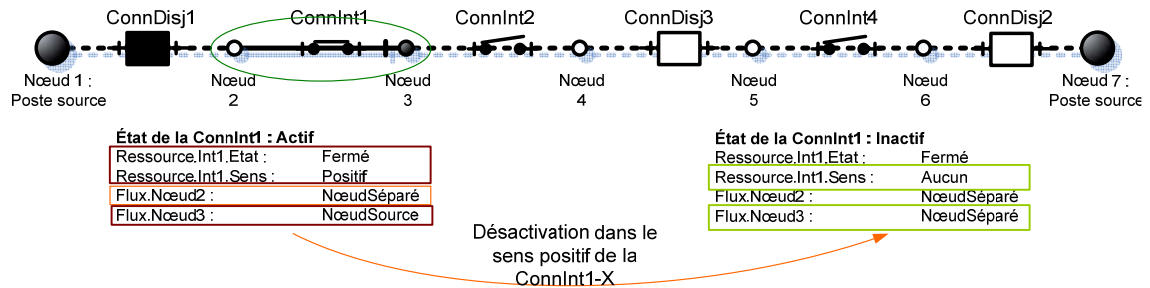 ConnDisj1 ConnInt1 ConnInt2 ConnDisj3 ConnInt4 ConnDisj2
Nœud 1 : Nœud Nœud Nœud Nœud Nœud Nœud 7 :
Poste source 2 3 4 5 6 Poste source
État de la ConnInt1 : Actif
Ressource.Int1.Etat : Fermé
Ressource.Int1.Sens : Positif
Flux.Nœud2 : NœudSéparé
Flux.Nœud3 : NœudSource
État de la ConnInt1 : Inactif
Ressource.Int1.Etat : Fermé
Ressource.Int1.Sens : Aucun
Flux.Nœud2 : NœudSéparé
Flux.Nœud3 : NœudSéparé
Désactivation dans le
sens positif de la
ConnInt1-X